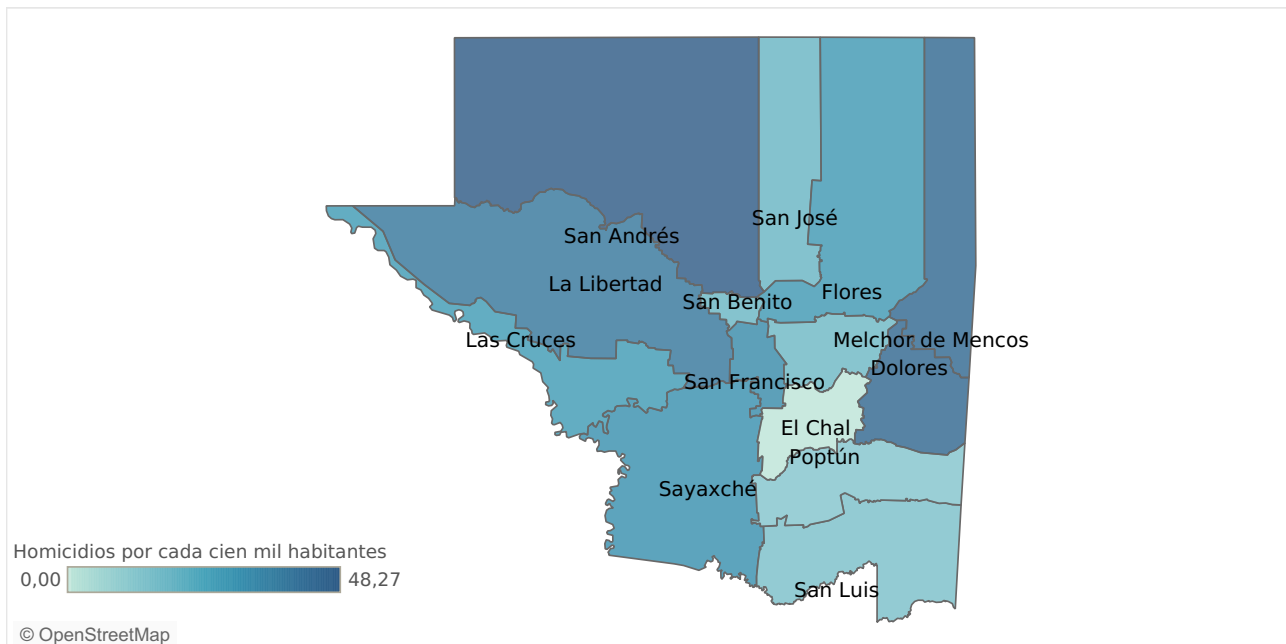 San José
San Andrés
La Libertad
Flores
San Benito
Las Cruces
Melchor de Mencos
Dolores
San Francisco
El Chal
Poptún
Sayaxché
Homicidios por cada cien mil habitantes
0,00 48,27
San Luis
© OpenStreetMap